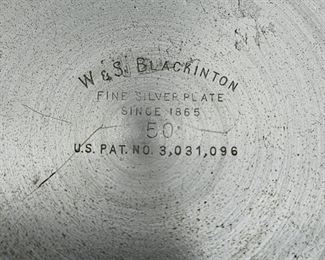 W & S. BLACKINTON
FINE SILVER PLATE
SINCE 1865
50
U.S. PAT. NO. 3,031,096